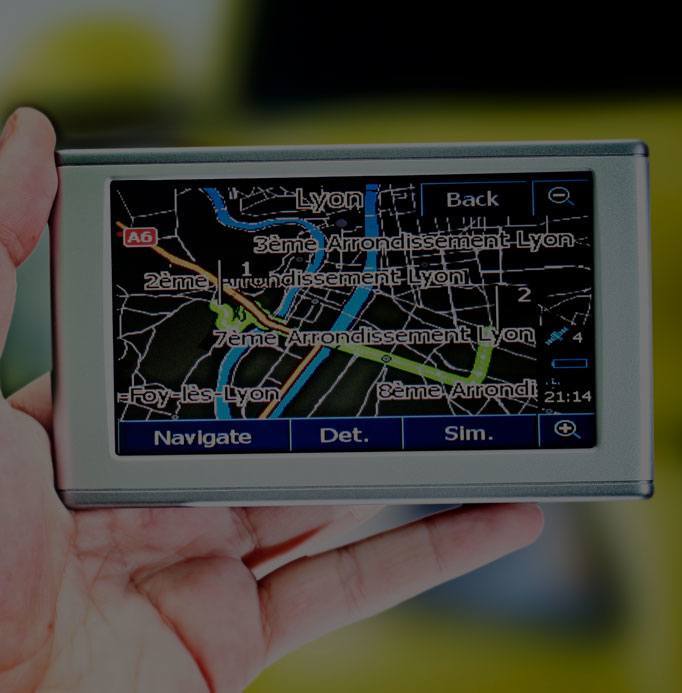 Lyon
Back
A6
3ème Arrondissement Lyon
1
2ème Arrondissement Lyon
2
7ème Arrondissement Lyon
4
-Foy-lès-Lyon
8ème Arrondi
21:14
Navigate
Det.
Sim.